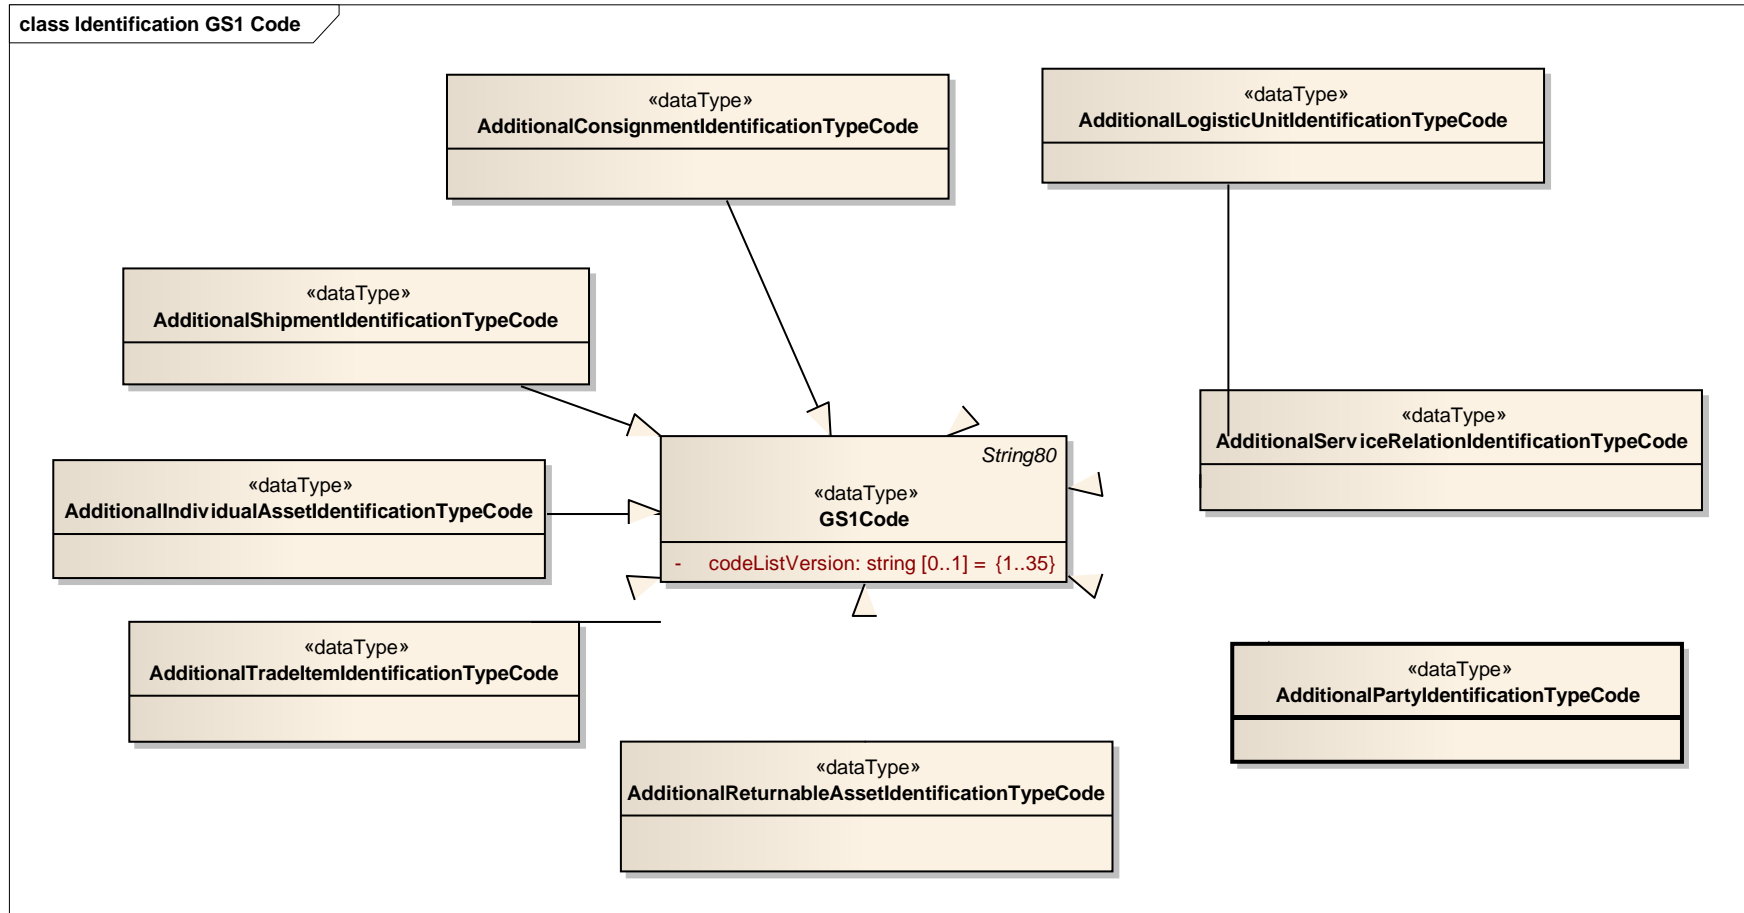 class Identification GS1 Code
«dataType»
AdditionalConsignmentIdentificationTypeCode
«dataType»
AdditionalLogisticUnitIdentificationTypeCode
«dataType»
AdditionalShipmentIdentificationTypeCode
«dataType»
AdditionalServiceRelationIdentificationTypeCode
String80
«dataType»
GS1Code
- codeListVersion: string [0..1] = {1..35}
«dataType»
AdditionalIndividualAssetIdentificationTypeCode
«dataType»
AdditionalTradeItemIdentificationTypeCode
«dataType»
AdditionalPartyIdentificationTypeCode
«dataType»
AdditionalReturnableAssetIdentificationTypeCode